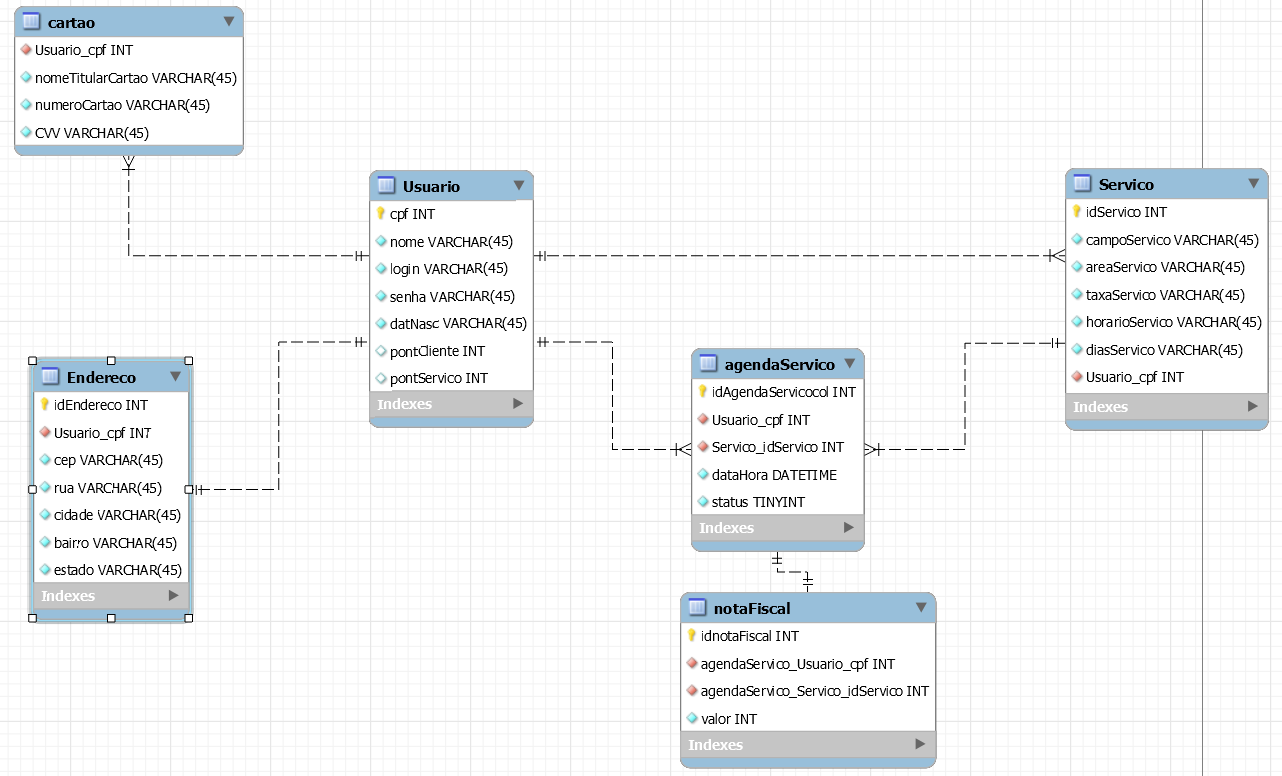 cartao
Usuario_cpf INT
nomeTitularCartao VARCHAR(45)
numeroCartao VARCHAR(45)
CVV VARCHAR(45)
Usuario
cpf INT
nome VARCHAR(45)
login VARCHAR(45)
senha VARCHAR(45)
datNasc VARCHAR(45)
pontCliente INT
pontServico INT
Indexes
Servico
idServico INT
campoServico VARCHAR(45)
areaServico VARCHAR(45)
taxaServico VARCHAR(45)
horarioServico VARCHAR(45)
diasServico VARCHAR(45)
Usuario_cpf INT
Indexes
Endereco
idEndereco INT
Usuario_cpf INT
cep VARCHAR(45)
rua VARCHAR(45)
cidade VARCHAR(45)
bairro VARCHAR(45)
estado VARCHAR(45)
Indexes
agendaServico
idAgendaServicocol INT
Usuario_cpf INT
Servico_idServico INT
dataHora DATETIME
status TINYINT
Indexes
notaFiscal
idnotaFiscal INT
agendaServico_Usuario_cpf INT
agendaServico_Servico_idServico INT
valor INT
Indexes